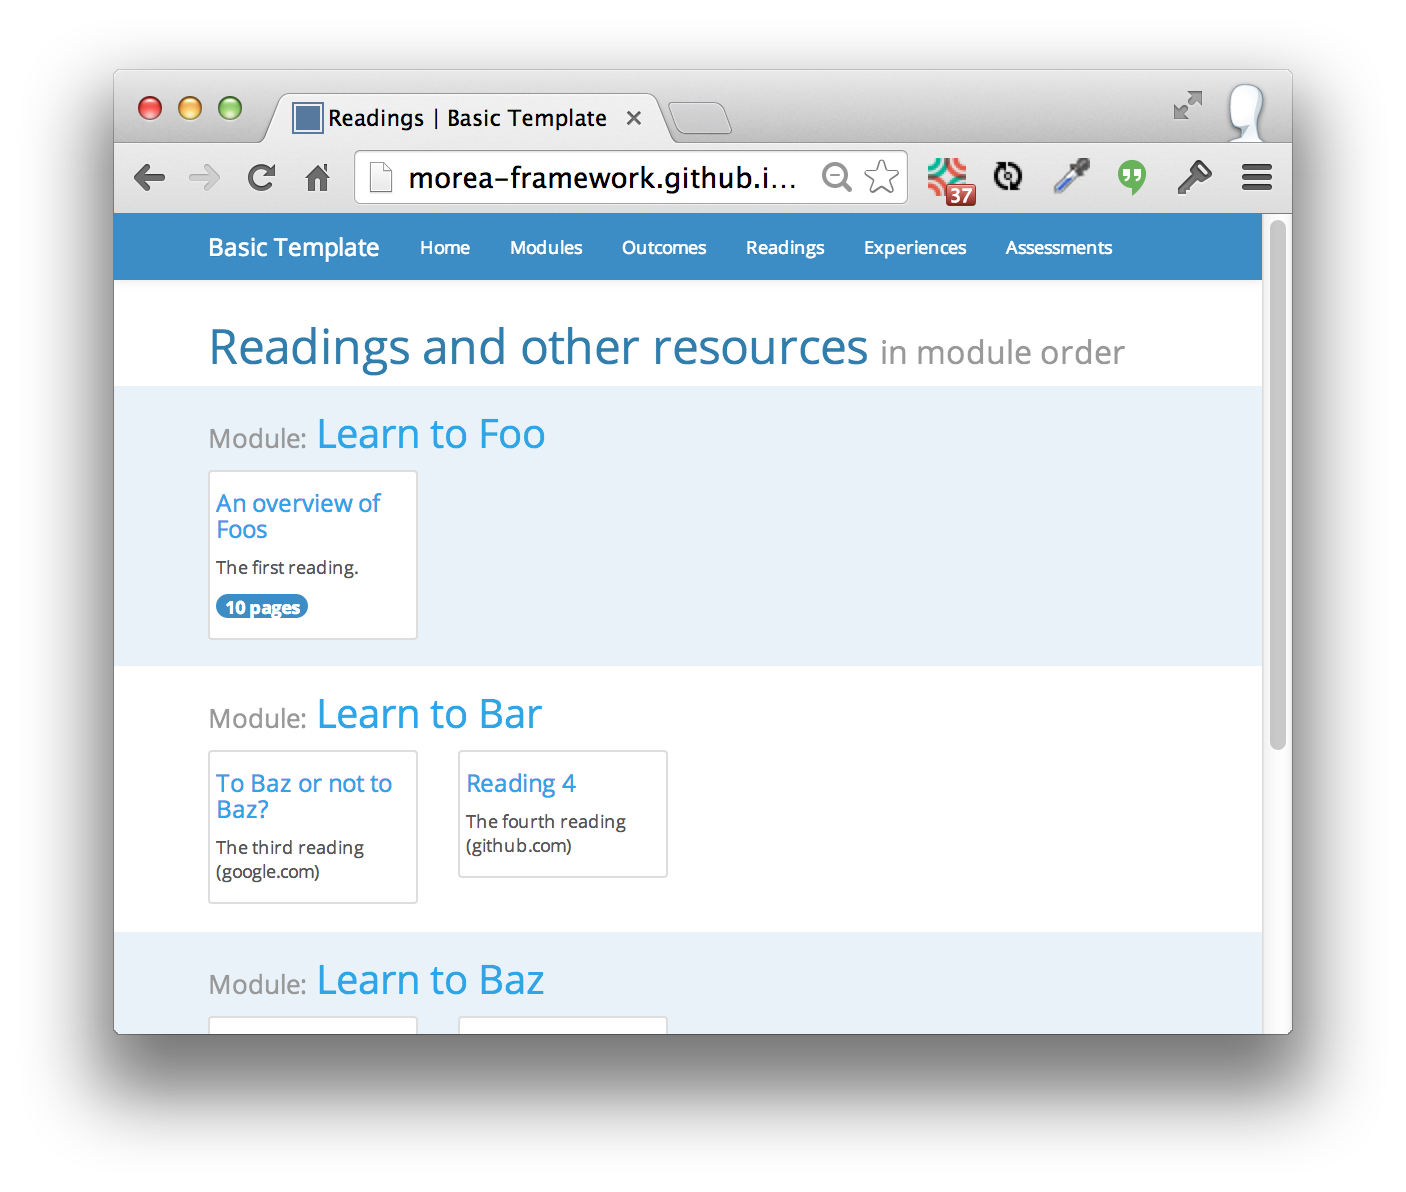 Readings | Basic Template
morea-framework.github.i...
37
Basic Template Home Modules Outcomes Readings Experiences Assessments
Readings and other resources in module order
Module: Learn to Foo
An overview of
Foos
The first reading.
10 pages
Module: Learn to Bar
To Baz or not to
Baz?
The third reading
(google.com)
Reading 4
The fourth reading
(github.com)
Module: Learn to Baz